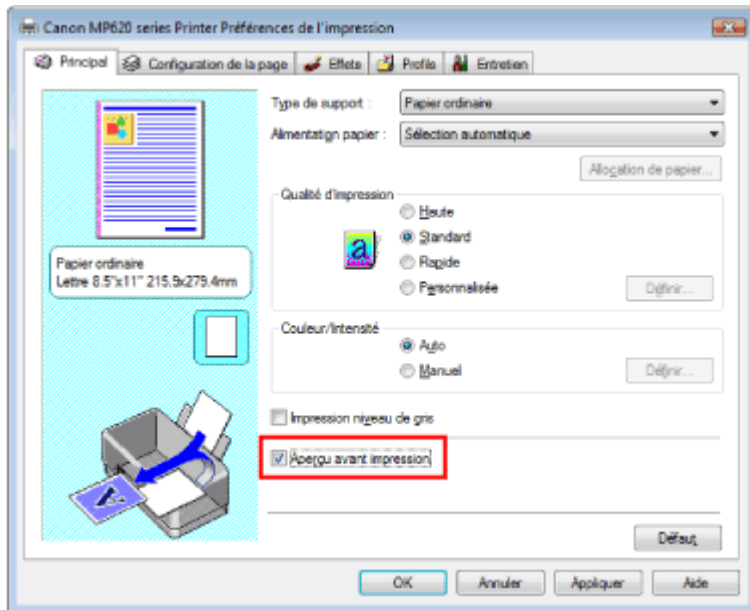 Canon MP620 series Printer Préférences de l'impression
Principal Configuration de la page Effets Profils Entretien
Type de support : Papier ordinaire
Alimentation papier : Sélection automatique
Allocation de papier...
Qualité d'impression
Haute
a Standard
Rapide
Personnalisée Définir...
Papier ordinaire
Lettre 8.5"x11" 215.9x279.4mm
Couleur/Intensité
Auto
Manuel Définir...
Impression niveau de gris
Aperçu avant impression
A
Défaut
OK Annuler Appliquer Aide